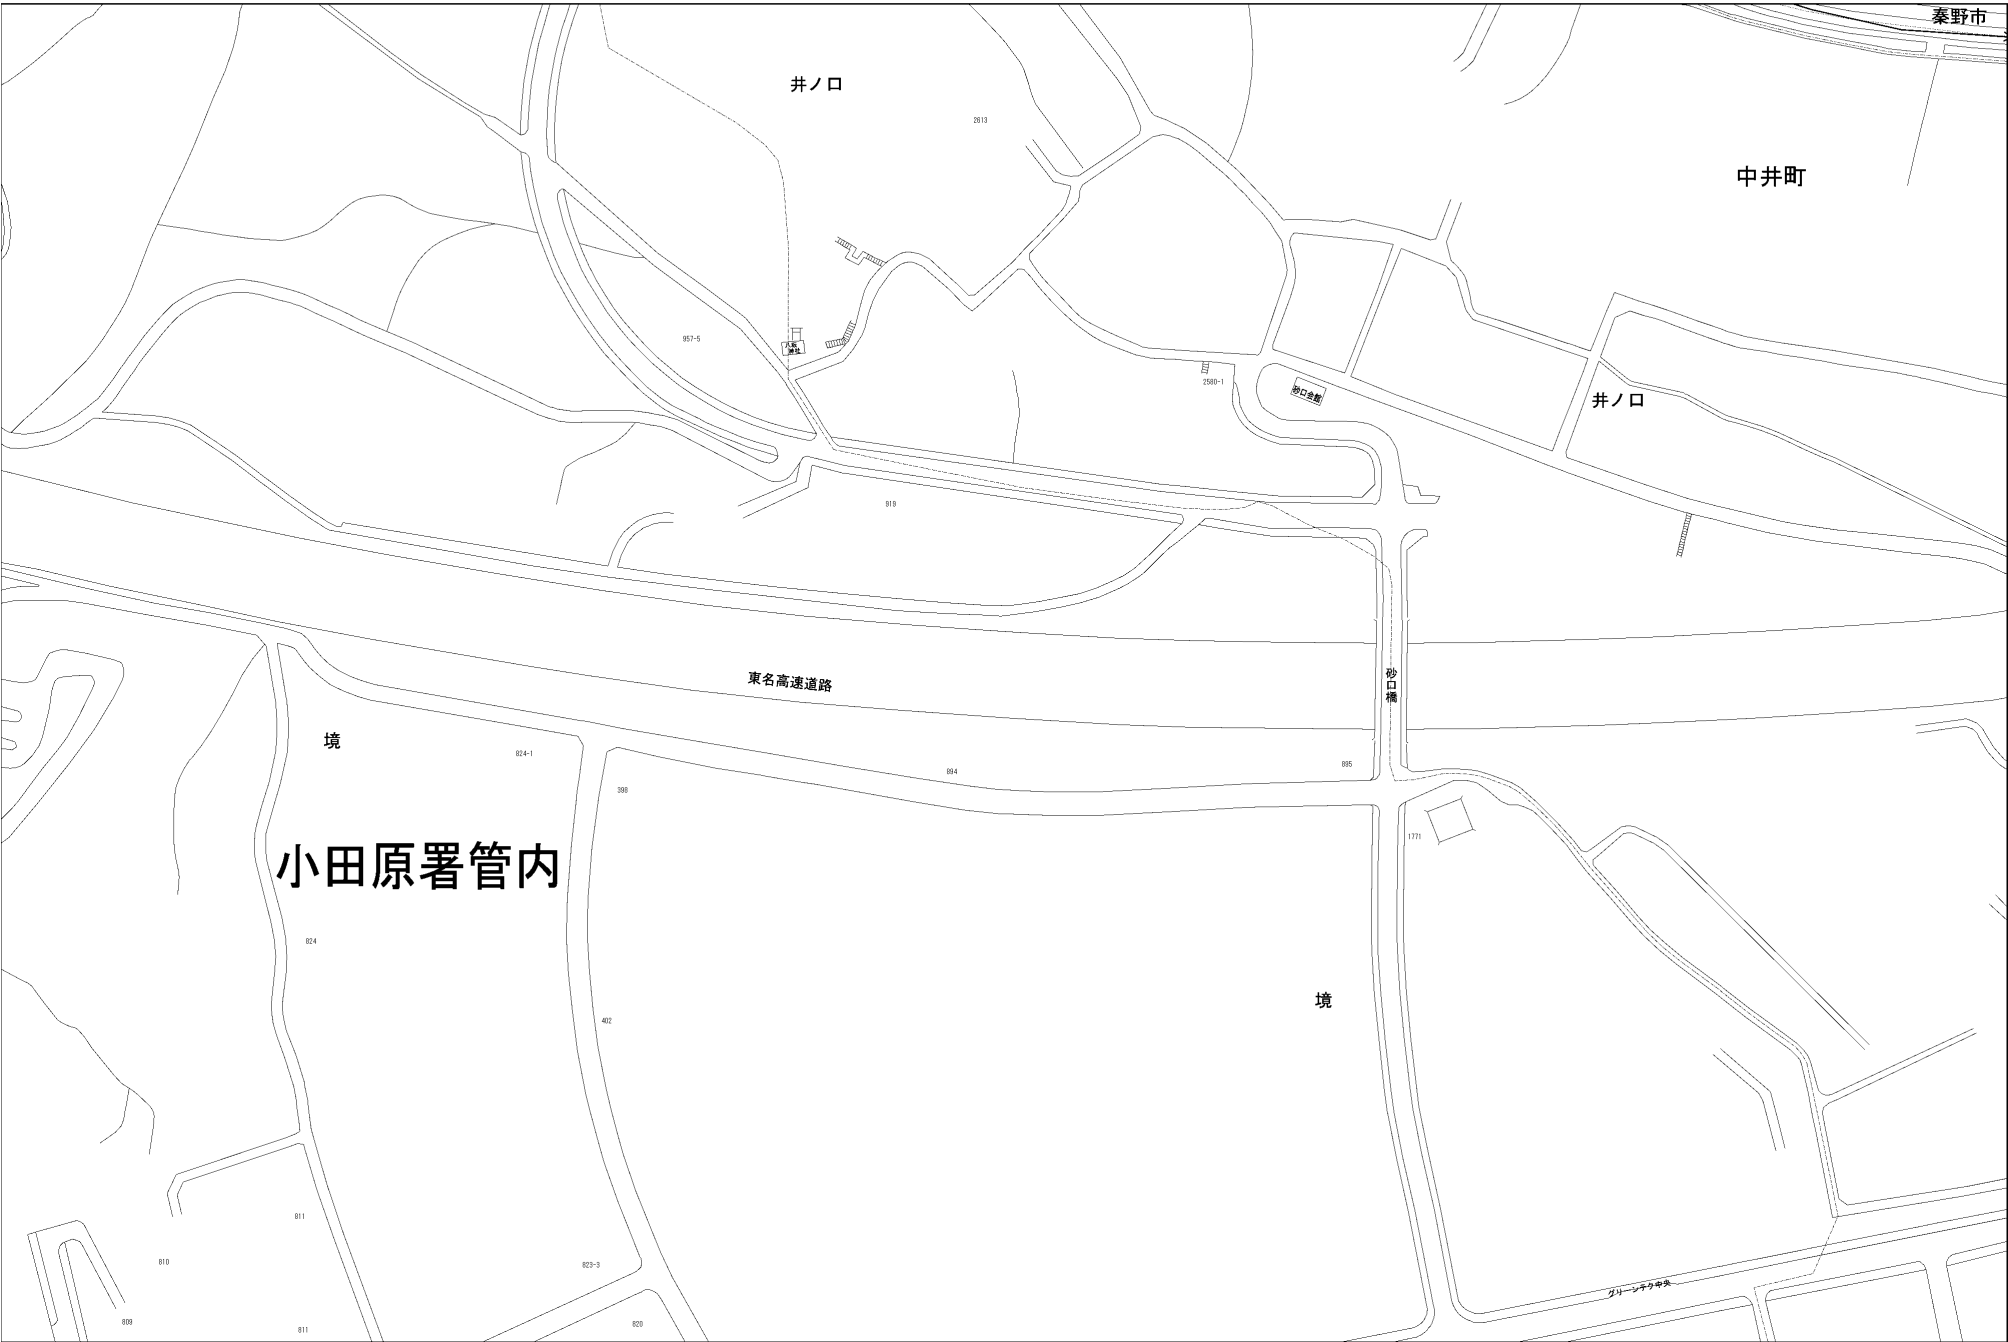 秦野市
井ノ口
2613
中井町
957-5
八坂
神社
2580-1
砂口会館
井ノ口
819
東名高速道路
砂口橋
境
824-1
894
895
398
1771
小田原署管内
824
境
402
811
810
823-3
グリーンテク中央
809
811
820